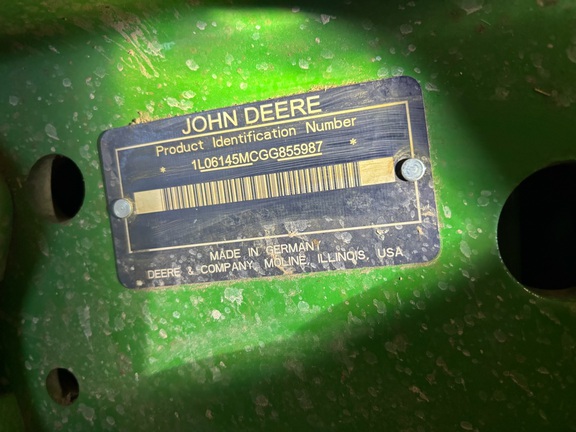 JOHN DEERE
Product Identification Number
* 1L06145MCGG855987 *
MADE IN GERMANY
DEERE & COMPANY, MOLINE, ILLINOIS, USA